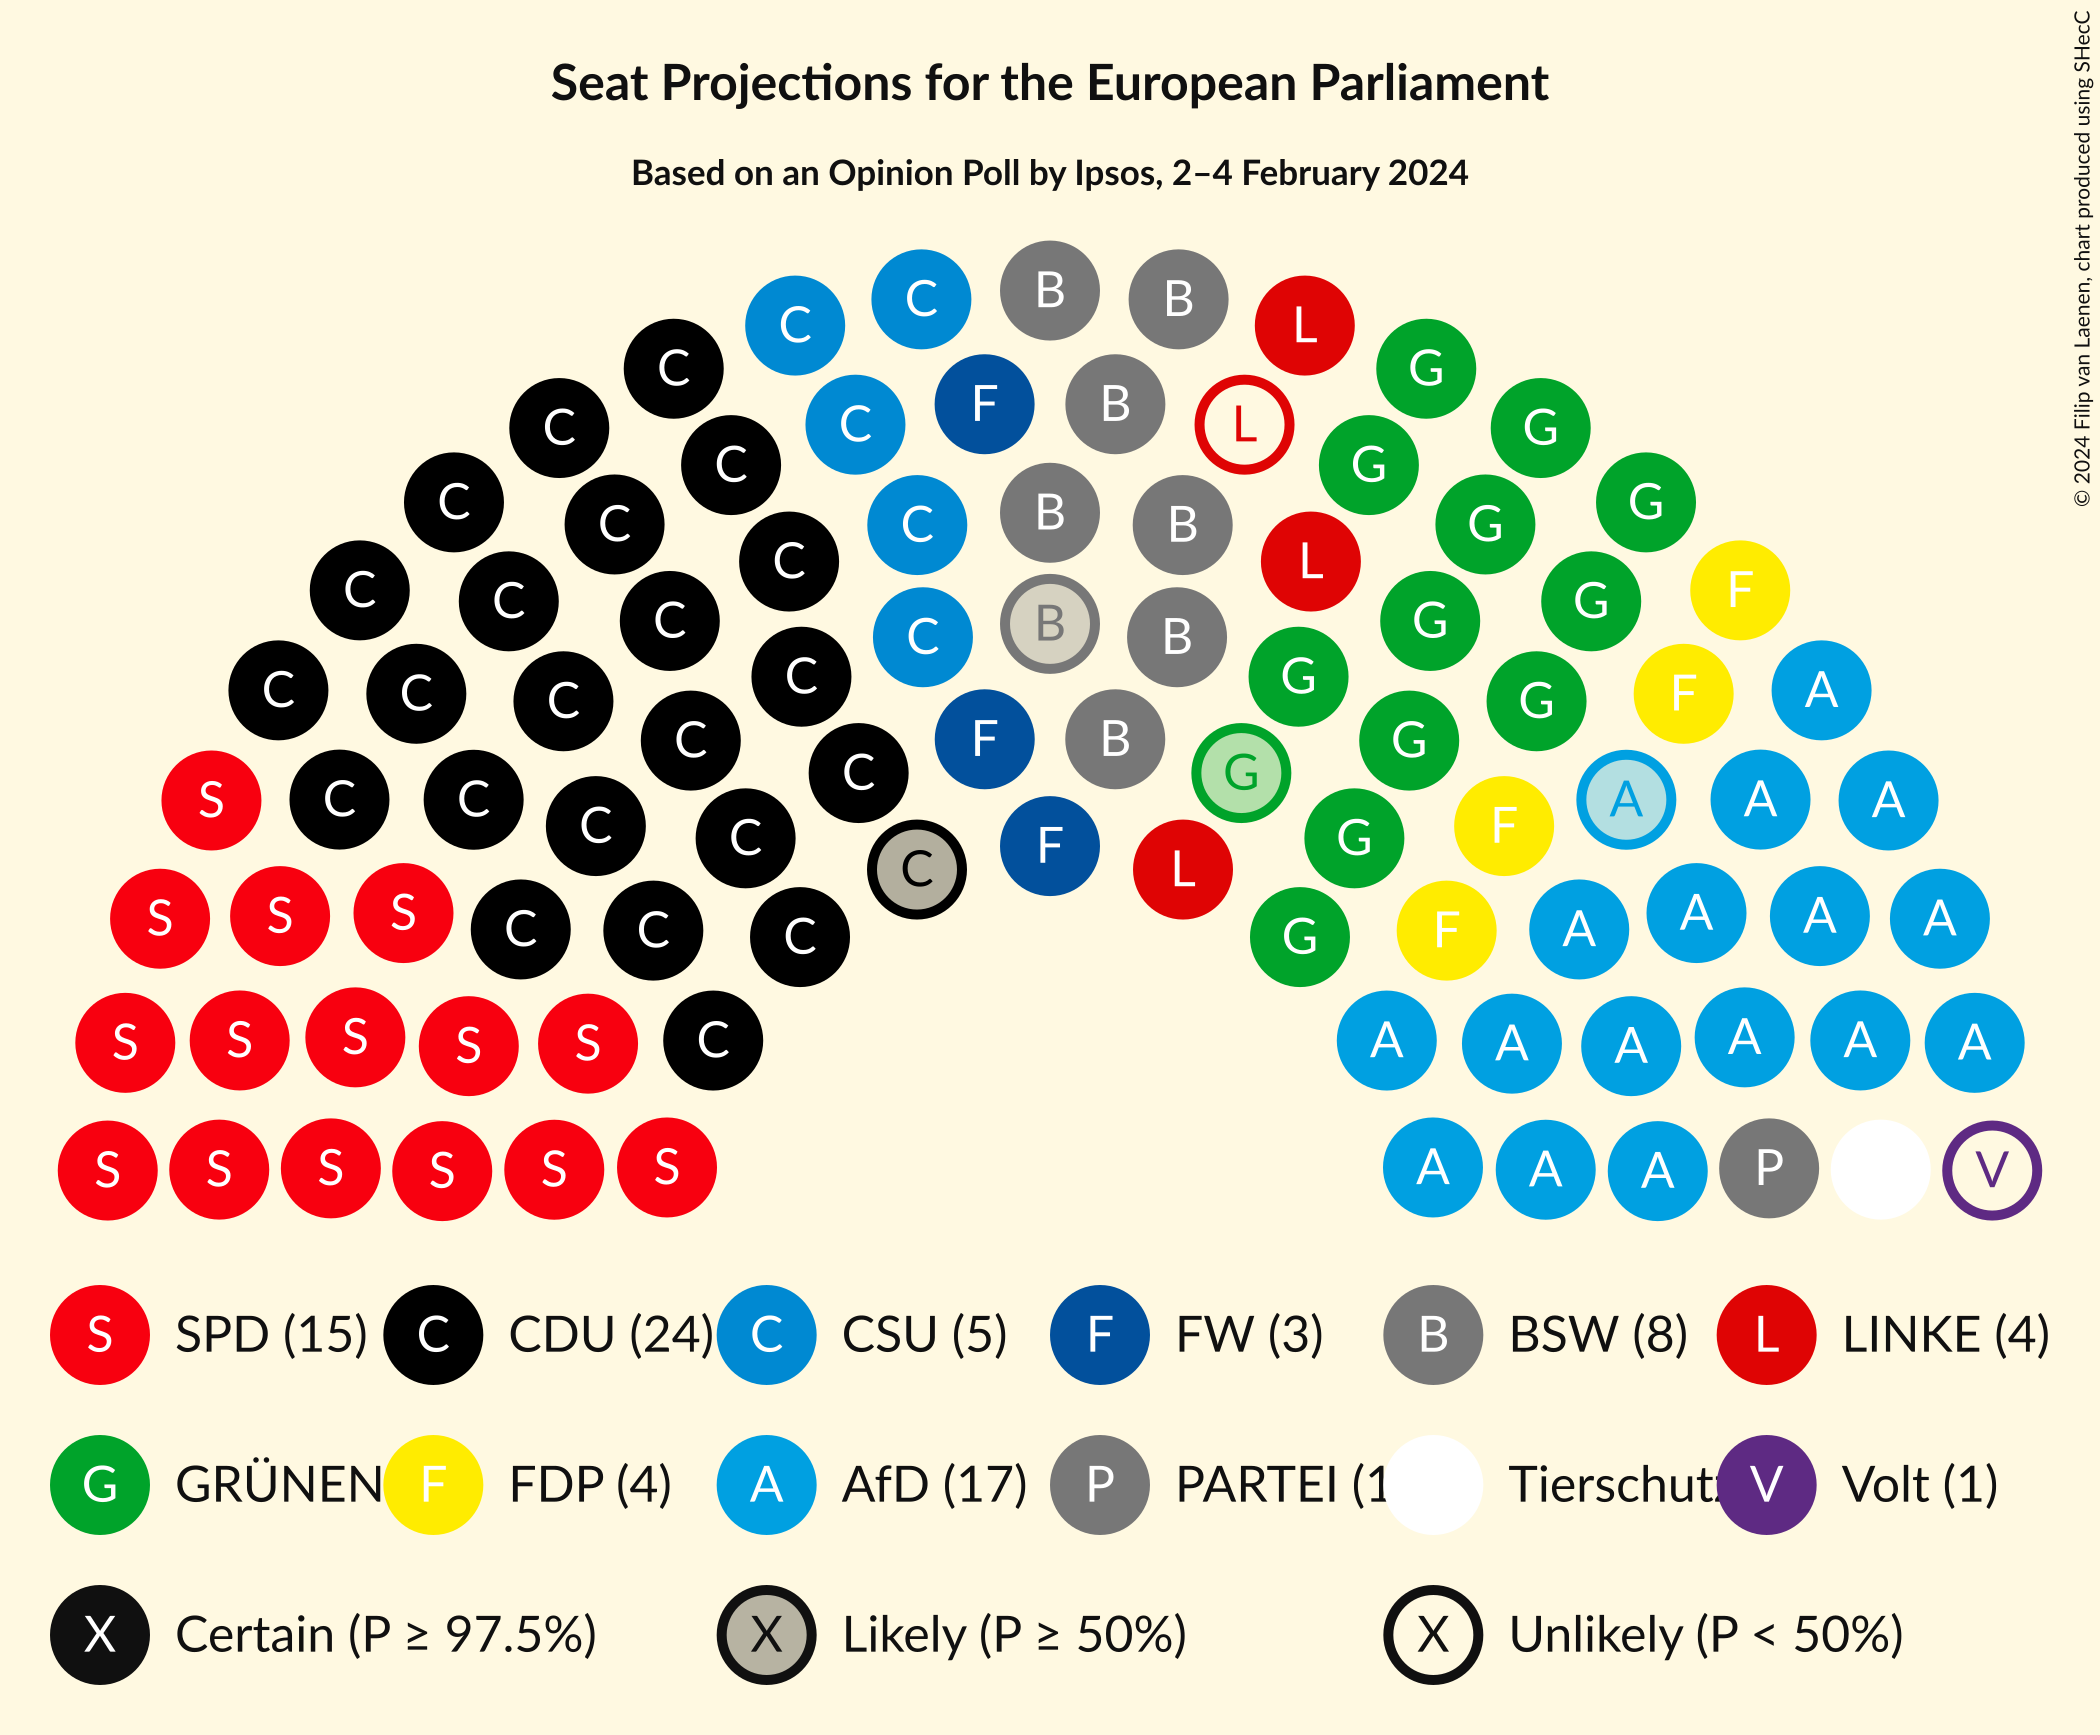 © 2024 Filip van Laenen, chart produced using SHecC
Seat Projections for the European Parliament
Based on an Opinion Poll by Ipsos, 2–4 February 2024
C B B
C L
C G
F B
C C L G
C G
C G
C C B B G
C L
C C G F
C C B B G
C C C C G G F A
C F B G
C G
S C C A A A
C C F G F
C L
S S S C C C G F A A A A
S S S S S C A A A A A A
S S S S S S A A A P V
S SPD (15) C CDU (24) C CSU (5) F FW (3) B BSW (8) L LINKE (4)
G GRÜNEN F FDP (4) A AfD (17) P PARTEI (1 Tierschutz V Volt (1)
X Certain (P ≥ 97.5%) X Likely (P ≥ 50%) X Unlikely (P < 50%)